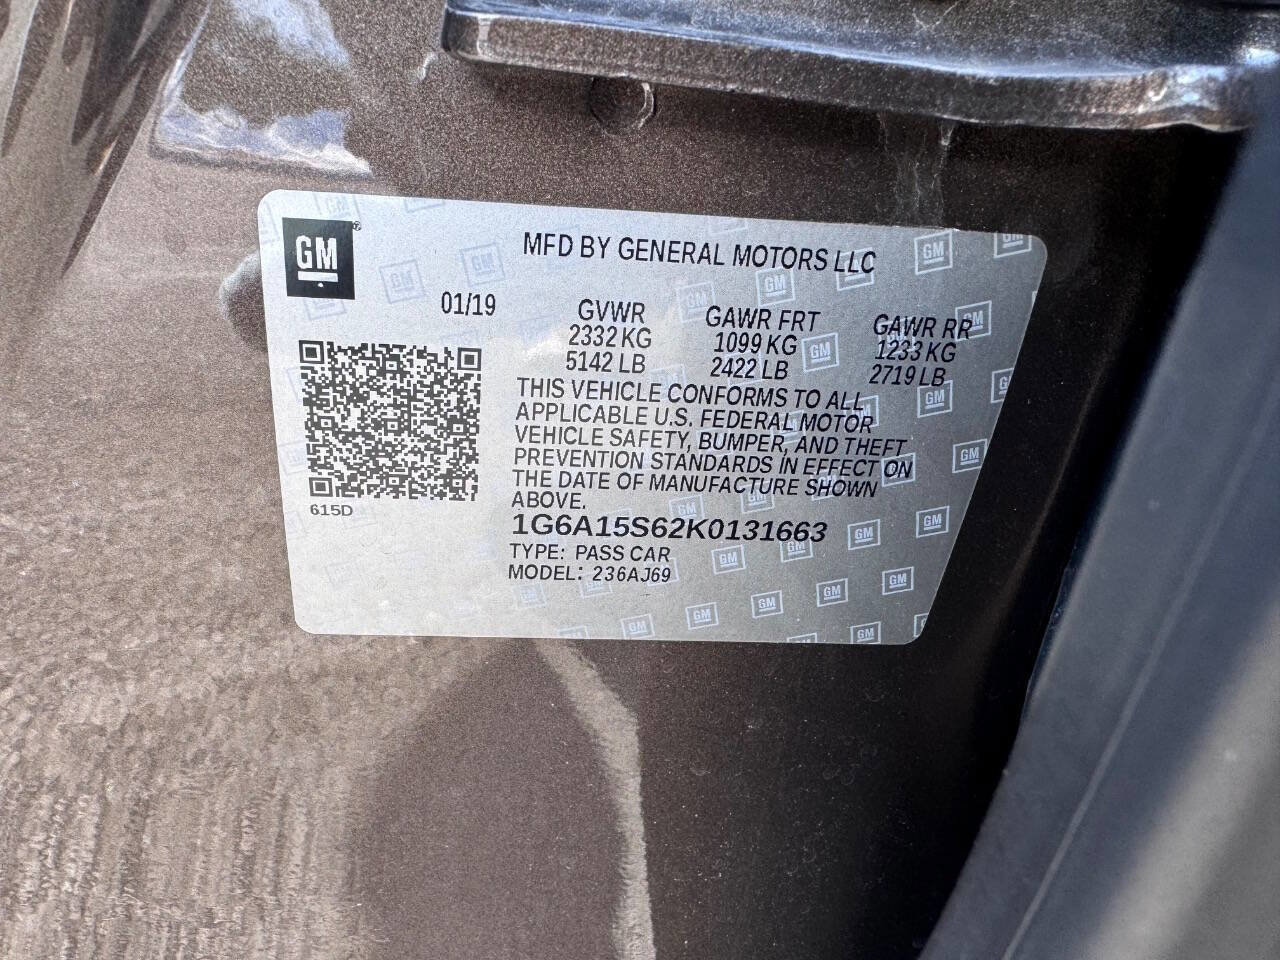 GM
MFD BY GENERAL MOTORS LLC
01/19
GVWR GAWR FRT GAWR RR
2332 KG 1099 KG 1233 KG
5142 LB 2422 LB 2719 LB
THIS VEHICLE CONFORMS TO ALL
APPLICABLE U.S. FEDERAL MOTOR
VEHICLE SAFETY, BUMPER, AND THEFT
PREVENTION STANDARDS IN EFFECT ON
THE DATE OF MANUFACTURE SHOWN
ABOVE.
615D
1G6A15S62K0131663
TYPE: PASS CAR
MODEL: 236AJ69